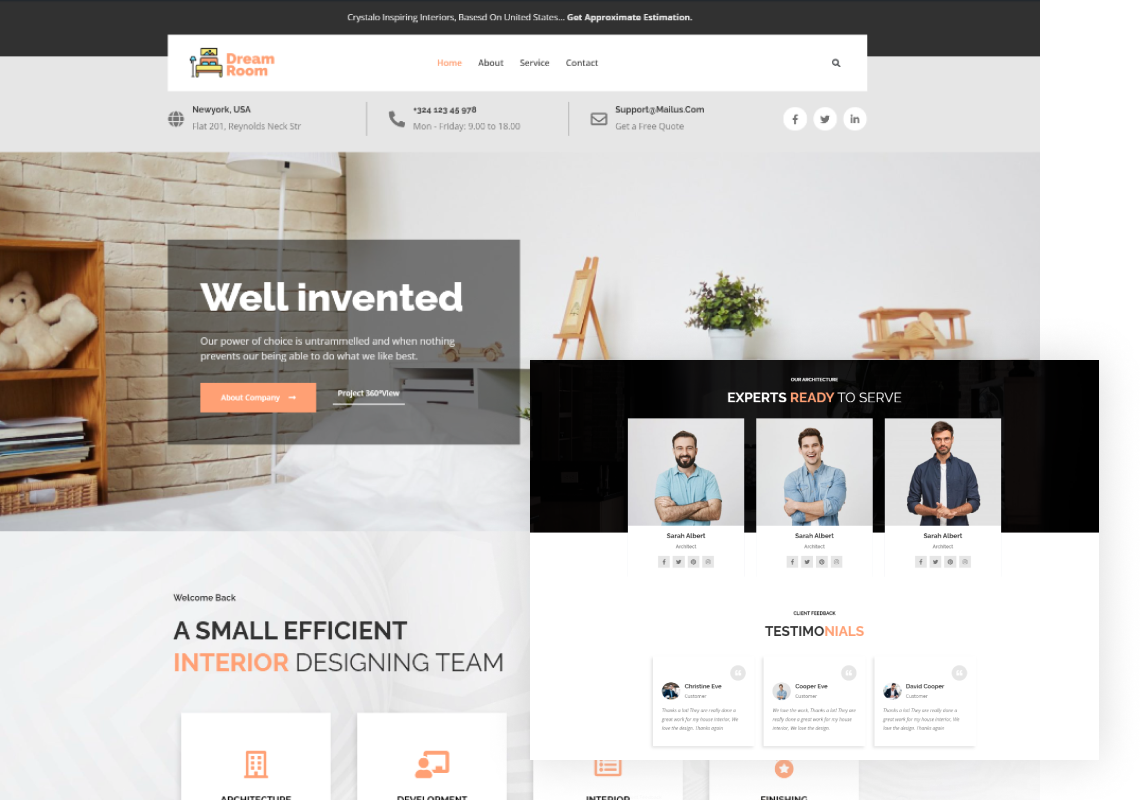 Crystalo Inspiring Interiors, Basesd On United States... Get Approximate Estimation.
Dream
Room
Home About Service Contact
Newyork, USA
Flat 201, Reynolds Neck Str
+324 123 45 978
Mon - Friday: 9.00 to 18.00
Support@Mailus.Com
Get a Free Quote
Well invented
Our power of choice is untrammelled and when nothing
prevents our being able to do what we like best.
About Company
Project 360°View
Welcome Back
A SMALL EFFICIENT
INTERIOR DESIGNING TEAM
ARCHITECTURE
DEVELOPMENT
INTERIOR
FINISHING
OUR ARCHITECTURE
EXPERTS READY TO SERVE
Sarah Albert
Architect
Sarah Albert
Architect
Sarah Albert
Architect
CLIENT FEEDBACK
TESTIMONIALS
Christine Eve
Customer
Thanks a lot! They are really done a
great work for my house interior. We
love the design. Thanks again
Cooper Eve
Customer
We love the work, Thanks a lot! They are
really done a great work for my house
interior. We love the design
David Cooper
Customer
Thanks a lot! They are really done a
great work for my house interior. We
love the design. Thanks again